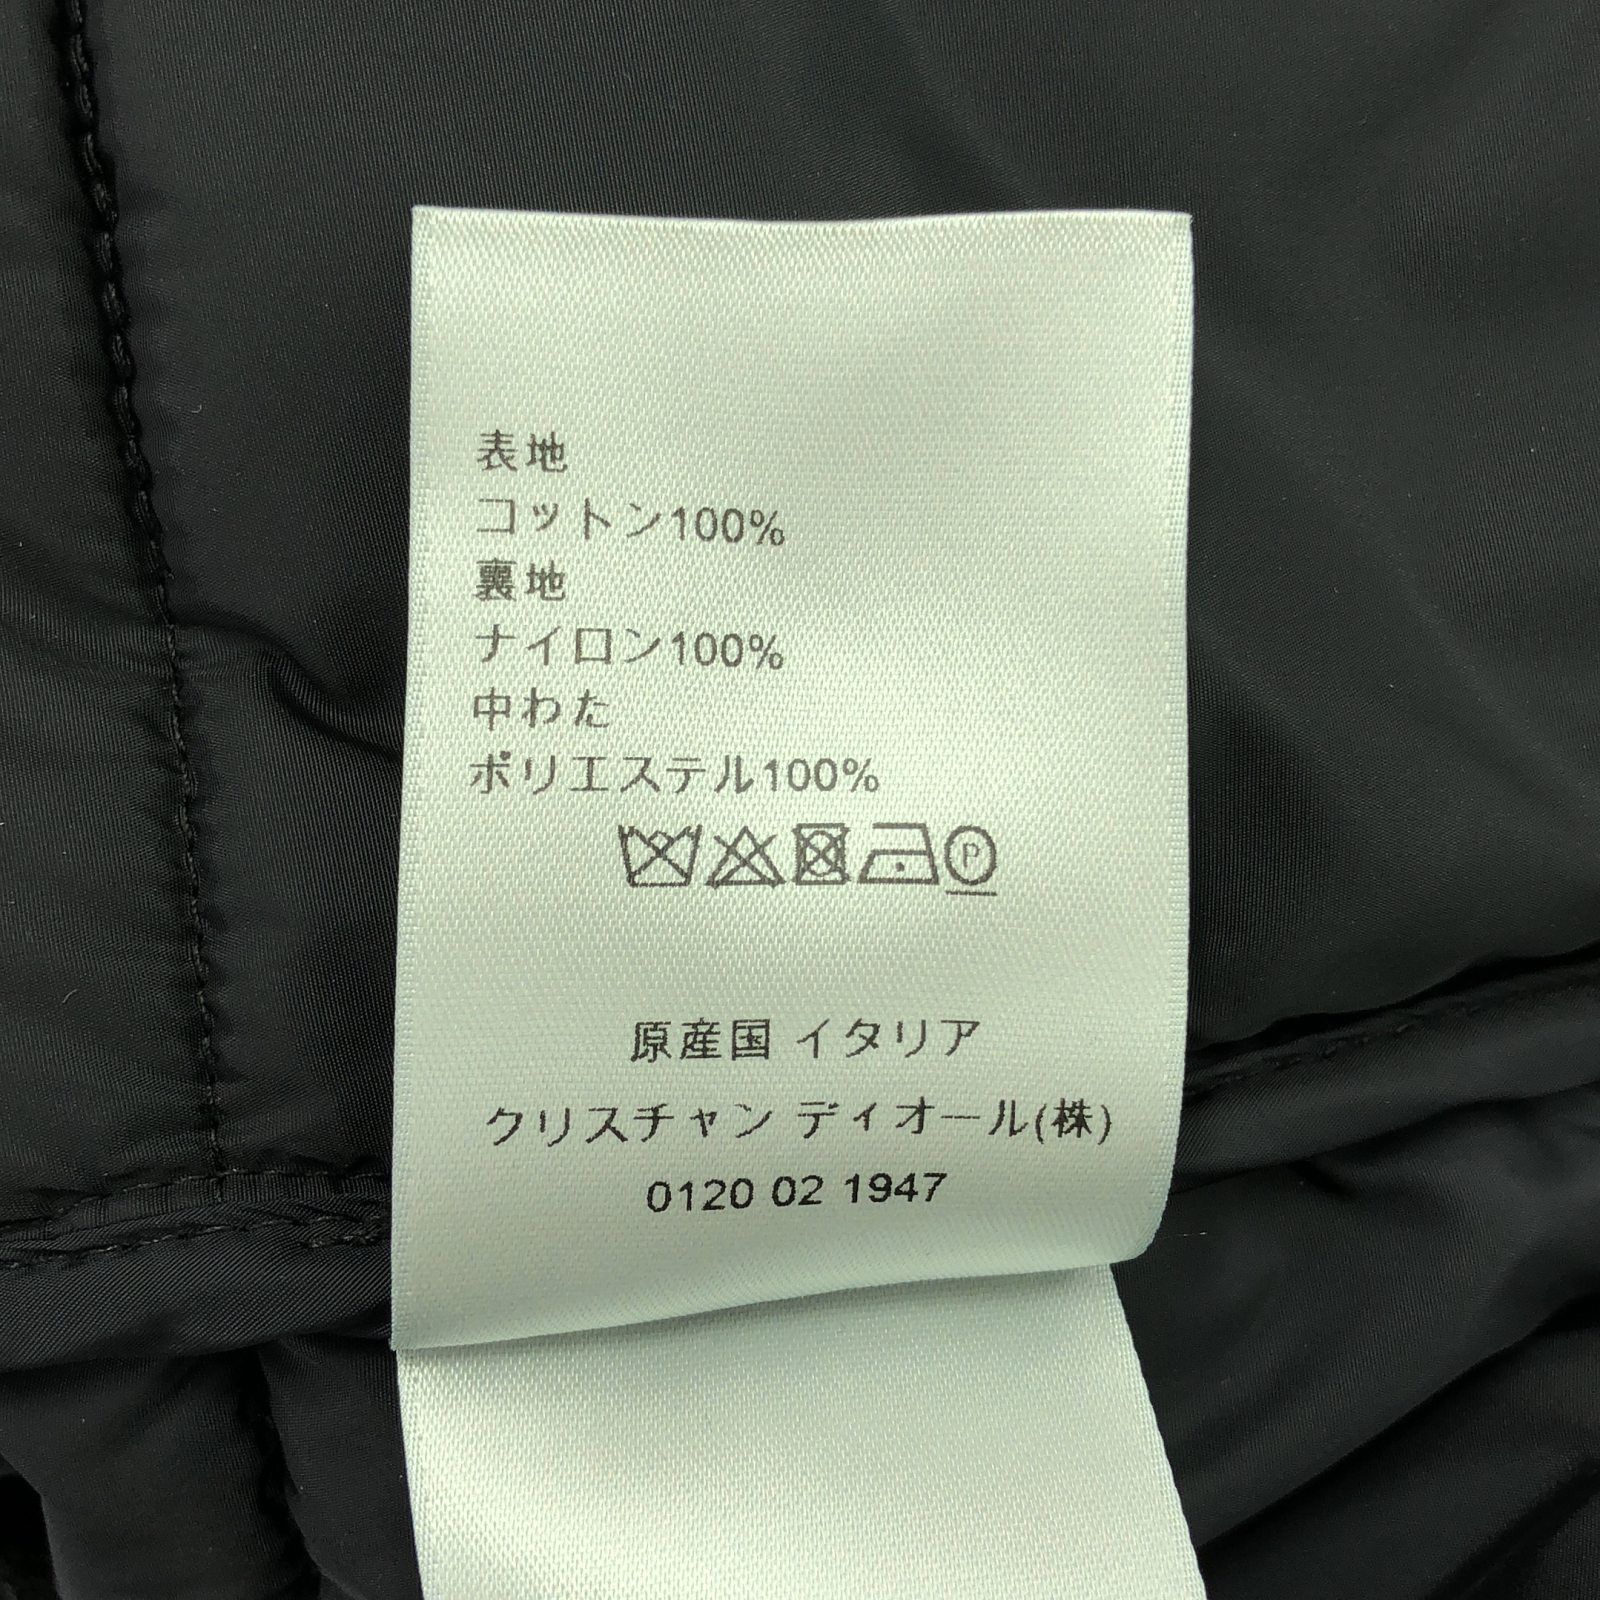 表地
コットン100%
裏地
ナイロン100%
中わた
ポリエステル100%
P
原産国 イタリア
クリスチャン ディオール(株)
0120 02 1947